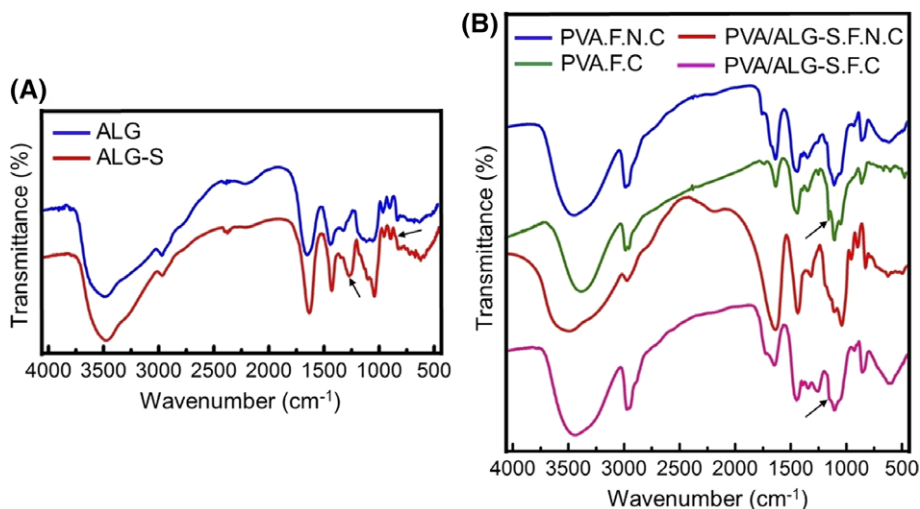 (A)
ALG
ALG-S
Transmittance (%)
4000 3500 3000 2500 2000 1500 1000 500
Wavenumber (cm⁻¹)
(B)
PVA.F.N.C PVA/ALG-S.F.N.C
PVA.F.C PVA/ALG-S.F.C
Transmittance (%)
4000 3500 3000 2500 2000 1500 1000 500
Wavenumber (cm⁻¹)